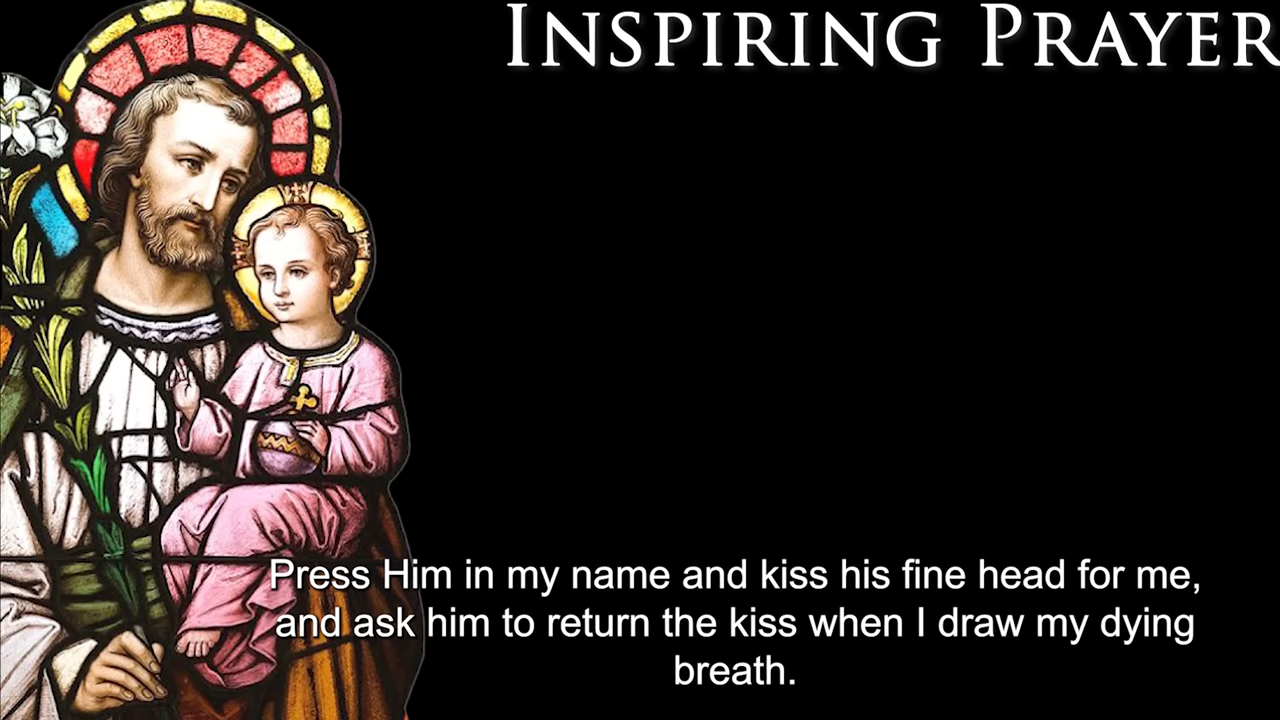 INSPIRING PRAYER
Press Him in my name and kiss his fine head for me,
and ask him to return the kiss when I draw my dying
breath.